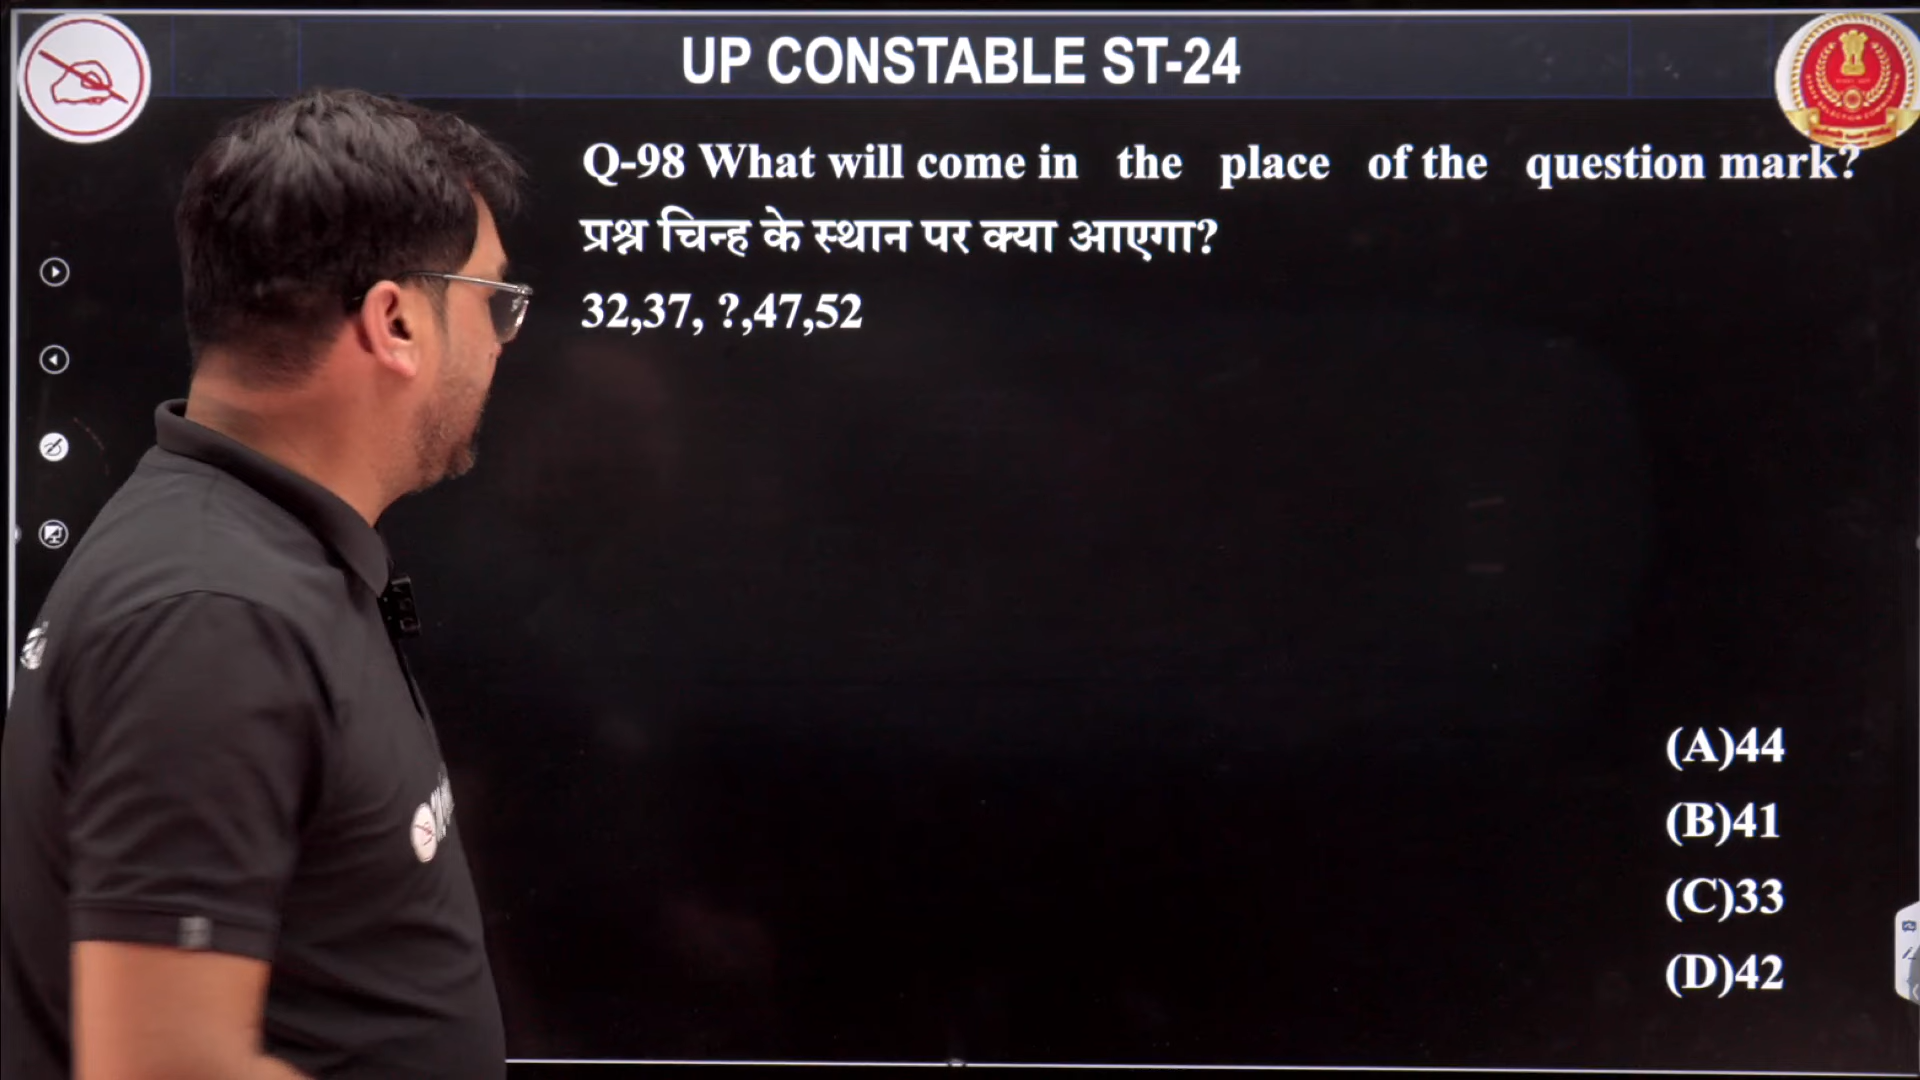 UP CONSTABLE ST-24
Q-98 What will come in the place of the question mark?
प्रश्न चिन्ह के स्थान पर क्या आएगा?
32,37, ?,47,52
(A)44
(B)41
(C)33
(D)42